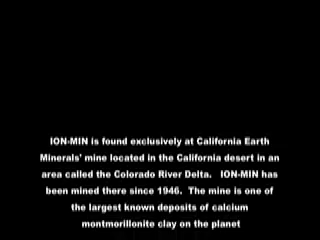 ION-MIN is found exclusively at California Earth
Minerals' mine located in the California desert in an
area called the Colorado River Delta.   ION-MIN has
been mined there since 1946.  The mine is one of
the largest known deposits of calcium
montmorillonite clay on the planet